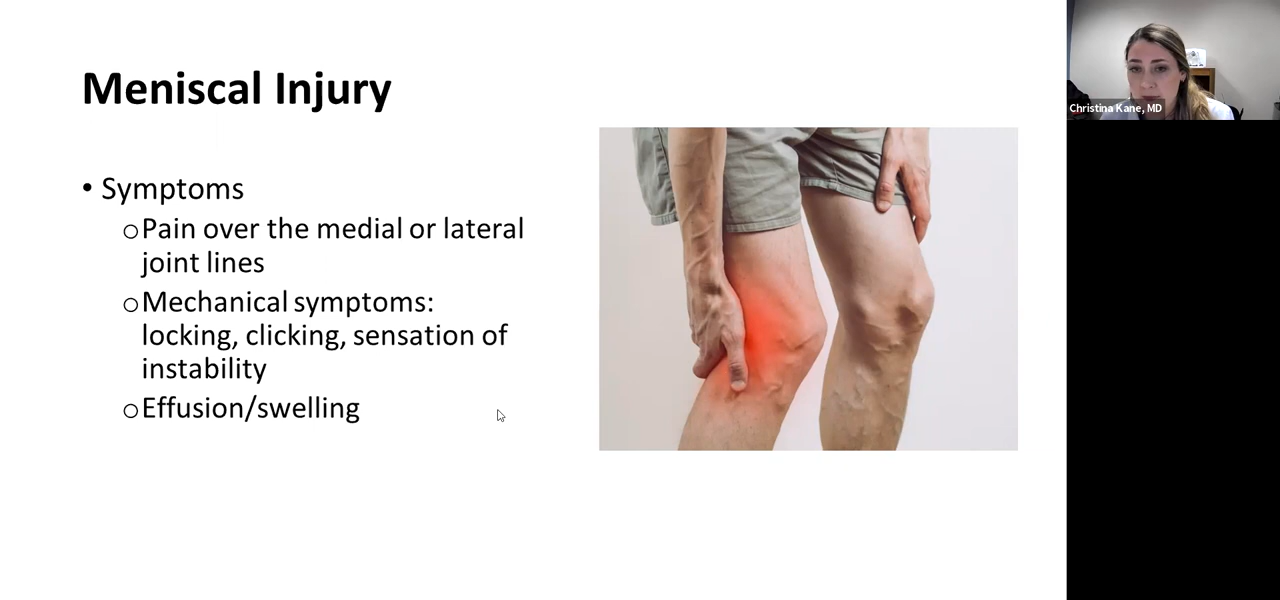 Meniscal Injury
• Symptoms
○Pain over the medial or lateral
joint lines
○Mechanical symptoms:
locking, clicking, sensation of
instability
○Effusion/swelling
Christina Kane, MD